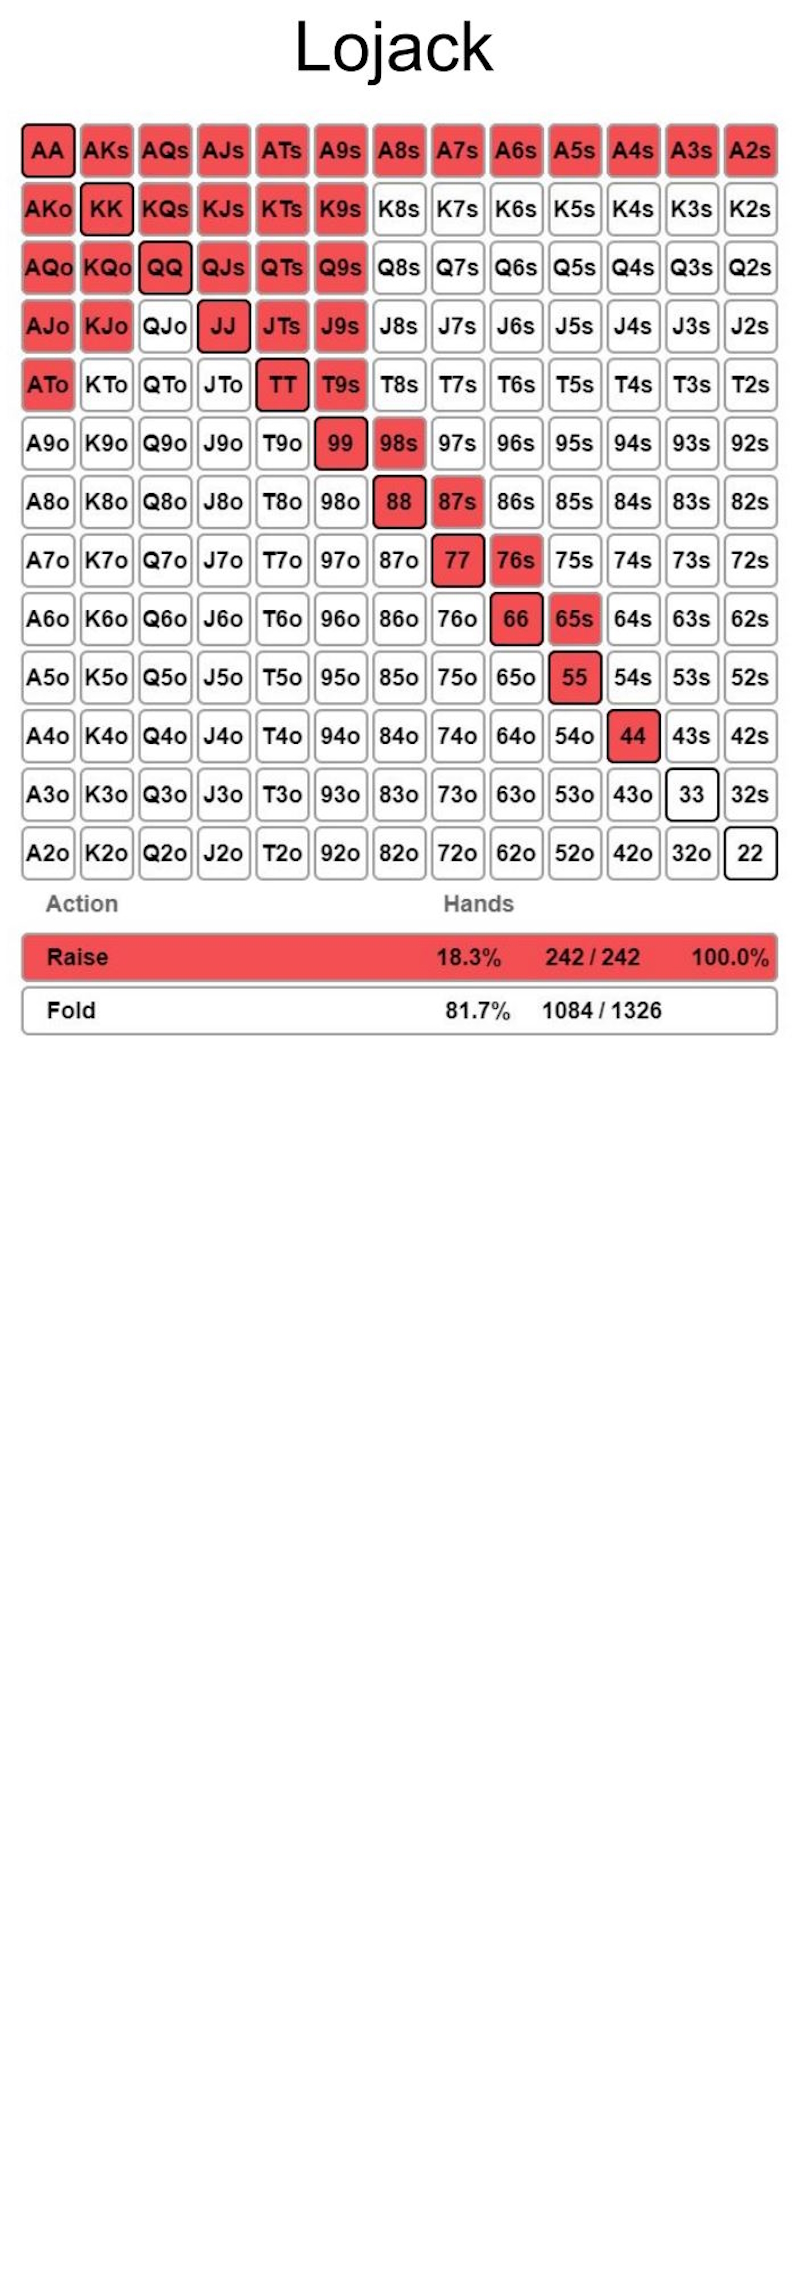 Lojack
AA AKs AQs AJs ATs A9s A8s A7s A6s A5s A4s A3s A2s
AKo KK KQs KJs KTs K9s K8s K7s K6s K5s K4s K3s K2s
AQo KQo QQ QJs QTs Q9s Q8s Q7s Q6s Q5s Q4s Q3s Q2s
AJo KJo QJo JJ JTs J9s J8s J7s J6s J5s J4s J3s J2s
ATo KTo QTo JTo TT T9s T8s T7s T6s T5s T4s T3s T2s
A9o K9o Q9o J9o T9o 99 98s 97s 96s 95s 94s 93s 92s
A8o K8o Q8o J8o T8o 98o 88 87s 86s 85s 84s 83s 82s
A7o K7o Q7o J7o T7o 97o 87o 77 76s 75s 74s 73s 72s
A6o K6o Q6o J6o T6o 96o 86o 76o 66 65s 64s 63s 62s
A5o K5o Q5o J5o T5o 95o 85o 75o 65o 55 54s 53s 52s
A4o K4o Q4o J4o T4o 94o 84o 74o 64o 54o 44 43s 42s
A3o K3o Q3o J3o T3o 93o 83o 73o 63o 53o 43o 33 32s
A2o K2o Q2o J2o T2o 92o 82o 72o 62o 52o 42o 32o 22
Action Hands
Raise 18.3% 242 / 242 100.0%
Fold 81.7% 1084 / 1326